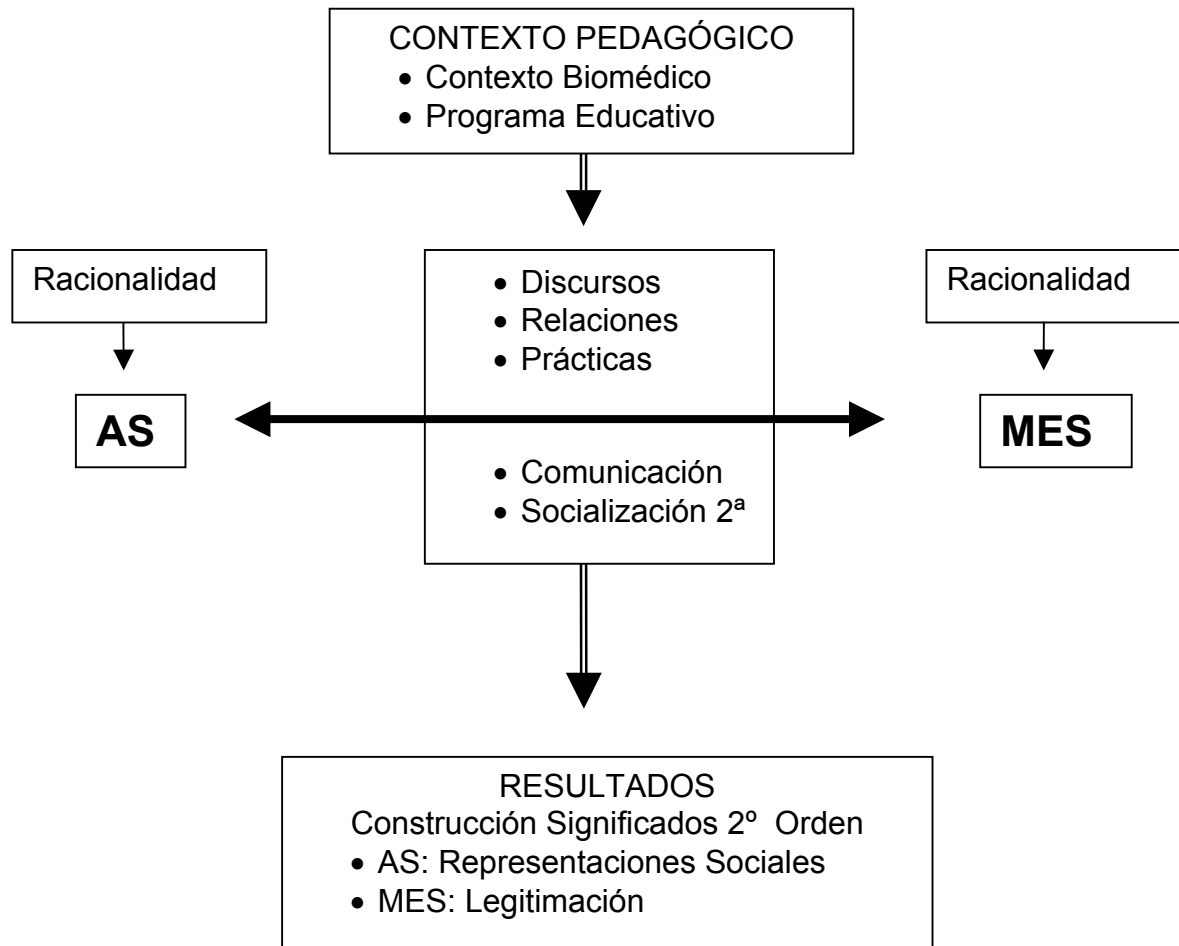 CONTEXTO PEDAGÓGICO
• Contexto Biomédico
• Programa Educativo
Racionalidad
• Discursos
• Relaciones
• Prácticas
Racionalidad
AS
MES
• Comunicación
• Socialización 2ª
RESULTADOS
Construcción Significados 2º Orden
• AS: Representaciones Sociales
• MES: Legitimación